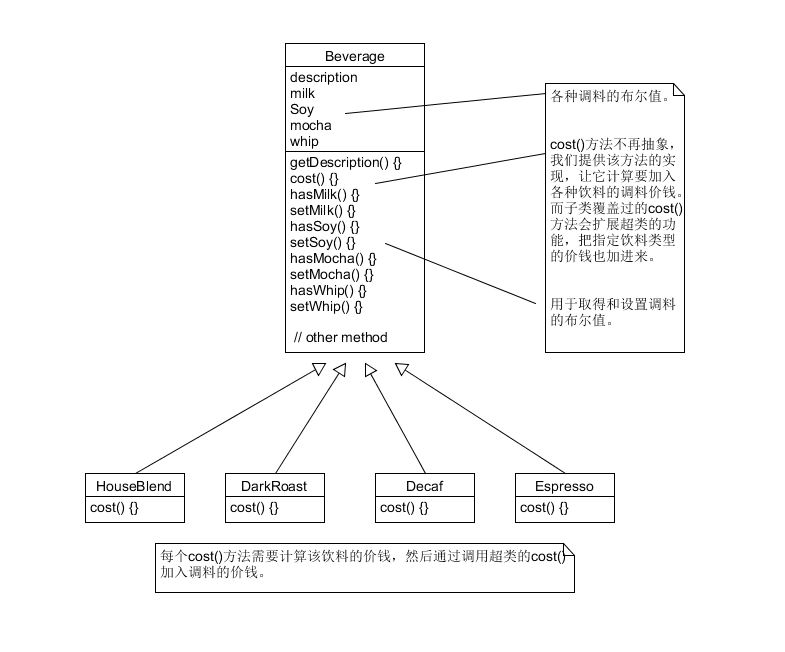 Beverage
description
milk
Soy
mocha
whip
getDescription() {}
cost() {}
hasMilk() {}
setMilk() {}
hasSoy() {}
setSoy() {}
hasMocha() {}
setMocha() {}
hasWhip() {}
setWhip() {}
// other method
各种调料的布尔值。
cost()方法不再抽象，
我们提供该方法的实
现，让它计算要加入
各种饮料的调料价钱。
而子类覆盖过的cost()
方法会扩展超类的功
能，把指定饮料类型
的价钱也加进来。
用于取得和设置调料
的布尔值。
HouseBlend
cost() {}
DarkRoast
cost() {}
Decaf
cost() {}
Espresso
cost() {}
每个cost()方法需要计算该饮料的价钱，然后通过调用超类的cost()
加入调料的价钱。